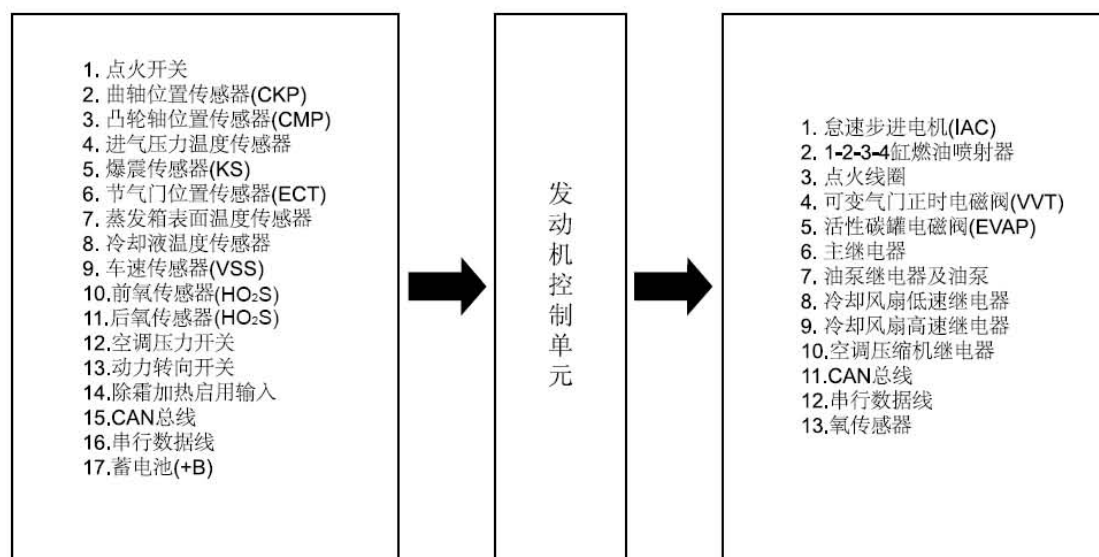 1. 点火开关
2. 曲轴位置传感器(CKP)
3. 凸轮轴位置传感器(CMP)
4. 进气压力温度传感器
5. 爆震传感器(KS)
6. 节气门位置传感器(ECT)
7. 蒸发箱表面温度传感器
8. 冷却液温度传感器
9. 车速传感器(VSS)
10.前氧传感器(HO₂S)
11.后氧传感器(HO₂S)
12.空调压力开关
13.动力转向开关
14.除霜加热启用输入
15.CAN总线
16.串行数据线
17.蓄电池(+B)
发动机控制单元
1. 怠速步进电机(IAC)
2. 1-2-3-4缸燃油喷射器
3. 点火线圈
4. 可变气门正时电磁阀(VVT)
5. 活性碳罐电磁阀(EVAP)
6. 主继电器
7. 油泵继电器及油泵
8. 冷却风扇低速继电器
9. 冷却风扇高速继电器
10.空调压缩机继电器
11.CAN总线
12.串行数据线
13.氧传感器